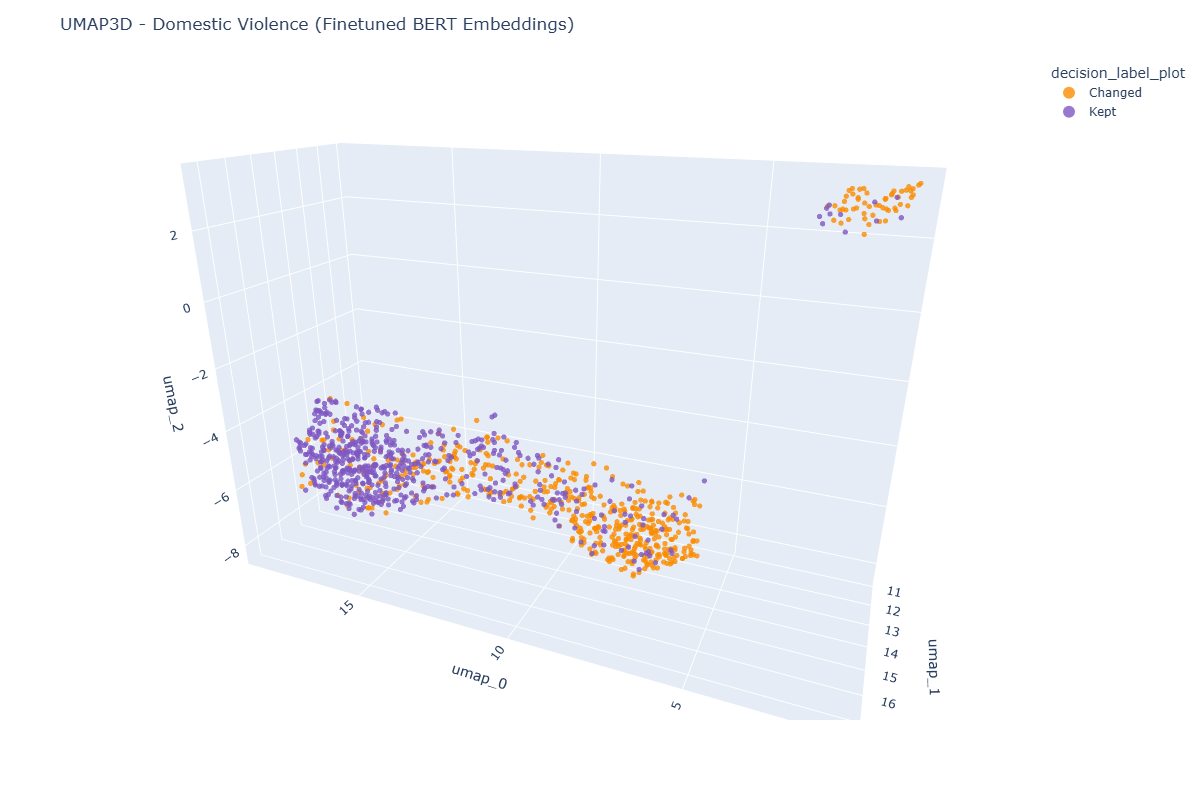 UMAP3D - Domestic Violence (Finetuned BERT Embeddings)
decision_label_plot
Changed
Kept
2
0
−2
−4
−6
−8
umap_2
15
10
5
umap_0
11
12
13
14
15
16
umap_1